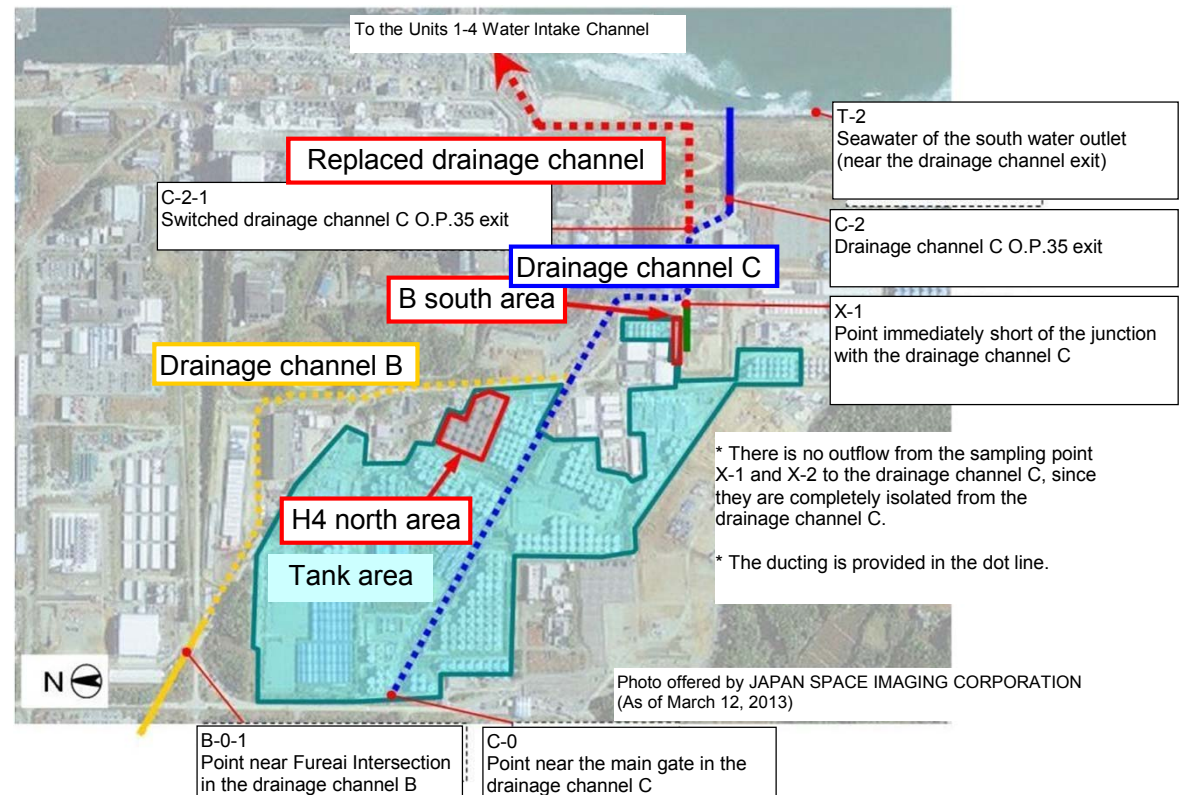 To the Units 1-4 Water Intake Channel
T-2
Seawater of the south water outlet
(near the drainage channel exit)
Replaced drainage channel
C-2-1
Switched drainage channel C O.P.35 exit
C-2
Drainage channel C O.P.35 exit
Drainage channel C
B south area
X-1
Point immediately short of the junction
with the drainage channel C
Drainage channel B
* There is no outflow from the sampling point
X-1 and X-2 to the drainage channel C, since
they are completely isolated from the
drainage channel C.
* The ducting is provided in the dot line.
H4 north area
Tank area
N
Photo offered by JAPAN SPACE IMAGING CORPORATION
(As of March 12, 2013)
B-0-1
Point near Fureai Intersection
in the drainage channel B
C-0
Point near the main gate in the
drainage channel C